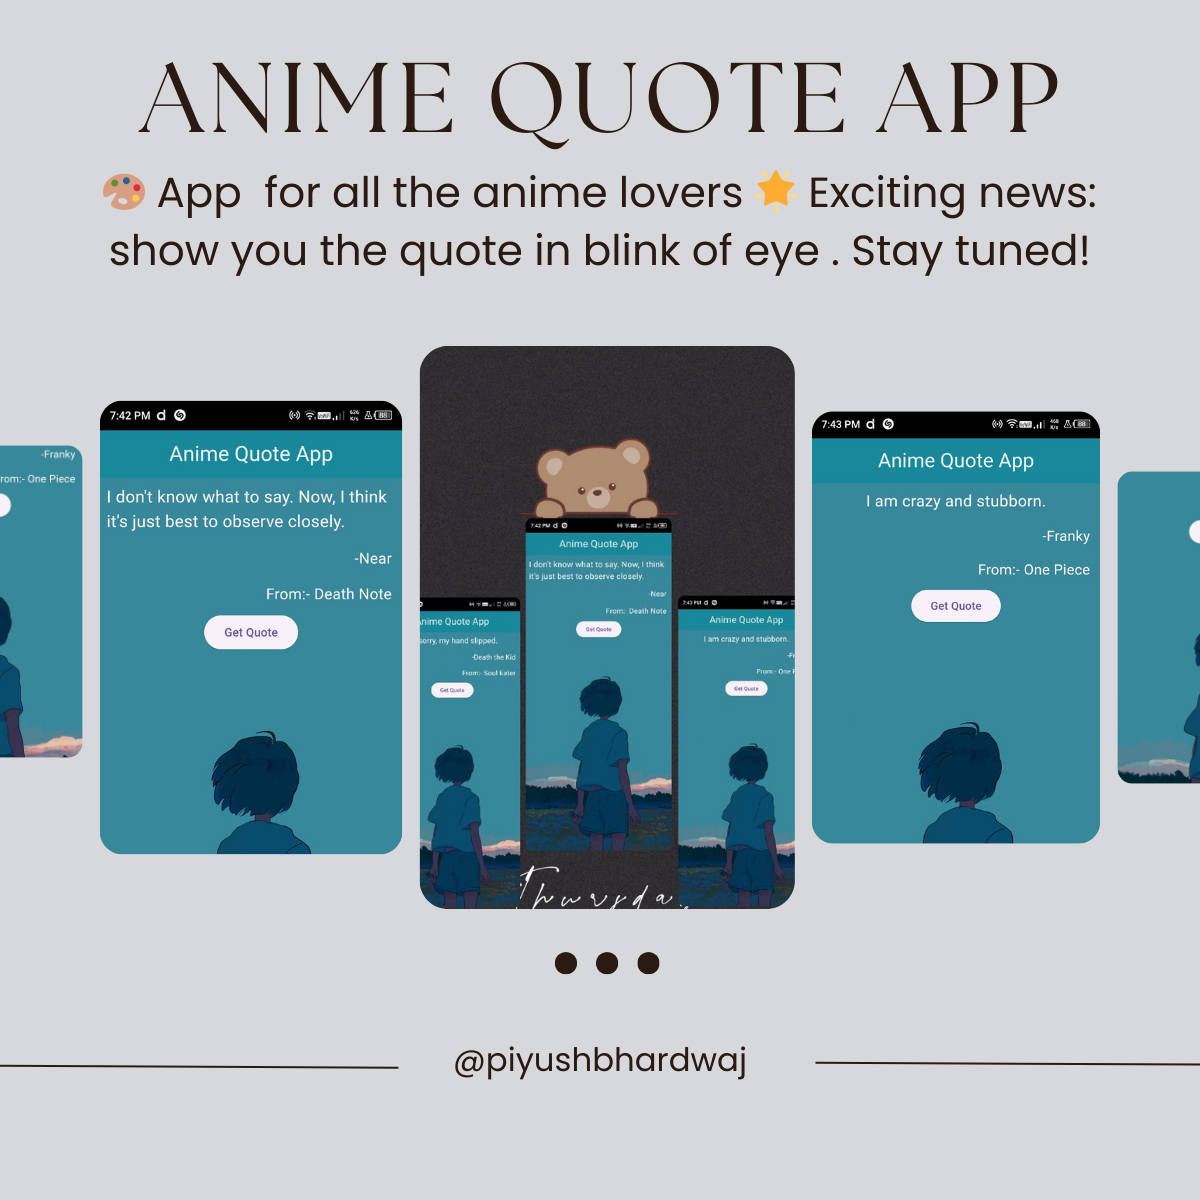 ANIME QUOTE APP
🎨 App for all the anime lovers 🌟 Exciting news:
show you the quote in blink of eye . Stay tuned!
-Franky
rom:- One Piece
7:42 PM
626 K/s
88
Anime Quote App
I don't know what to say. Now, I think
it's just best to observe closely.
-Near
From:- Death Note
Get Quote
7:42 PM
Anime Quote App
I don't know what to say. Now, I think
it's just best to observe closely.
-Near
From:- Death Note
Get Quote
nime Quote App
sorry, my hand slipped.
-Death the Kid
From:- Soul Eater
Get Quote
7:43 PM
Anime Quote App
I am crazy and stubborn.
-Fr
From:- One P
Get Quote
Thursda
7:43 PM
468 K/s
88
Anime Quote App
I am crazy and stubborn.
-Franky
From:- One Piece
Get Quote
@piyushbhardwaj